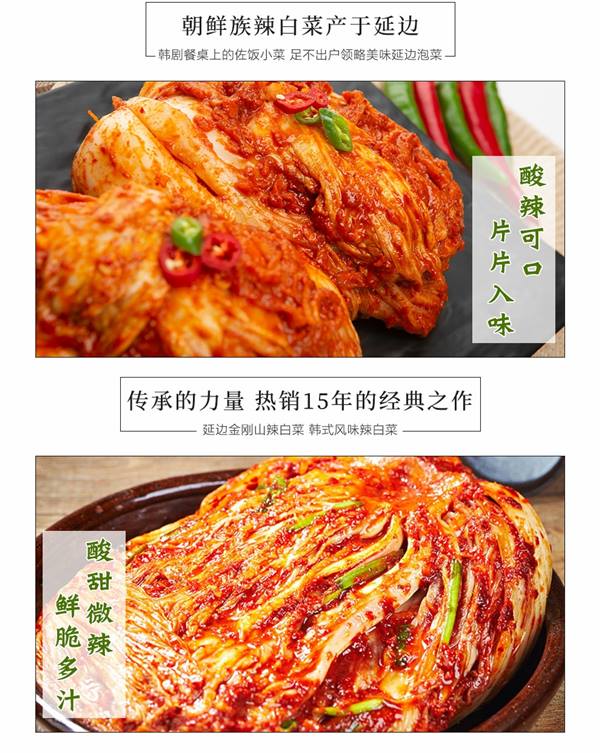 朝鲜族辣白菜产于延边
韩剧餐桌上的佐饭小菜 足不出户领略美味延边泡菜
酸辣可口
片片入味
传承的力量 热销15年的经典之作
延边金刚山辣白菜 韩式风味辣白菜
酸甜微辣
鲜脆多汁